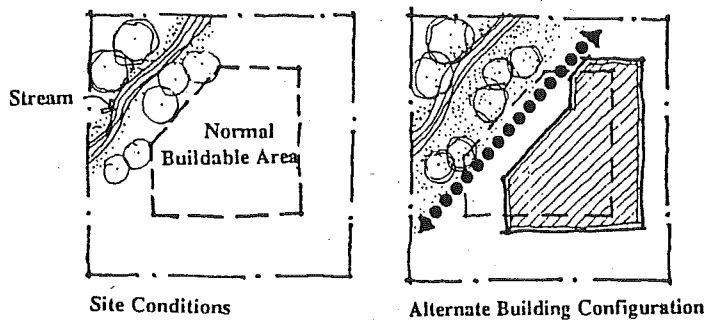 Stream
Normal
Buildable Area
Site Conditions
Alternate Building Configuration